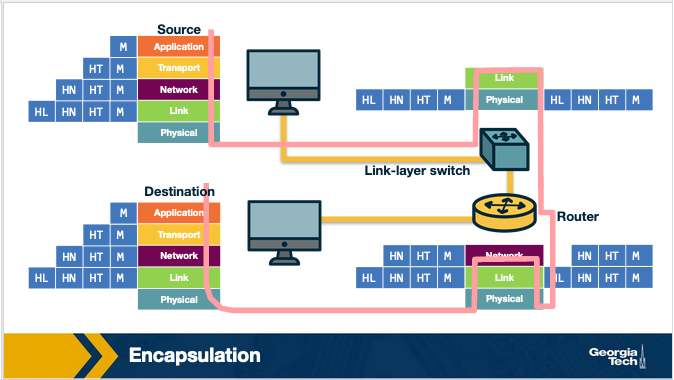 Source
M Application
HT M Transport
HN HT M Network
HL HN HT M Link
Physical
Link
HL HN HT M Physical HL HN HT M
Link-layer switch
Destination
M Application
HT M Transport
HN HT M Network
HL HN HT M Link
Physical
Router
HN HT M Network HN HT M
HL HN HT M Link HL HN HT M
Physical
Encapsulation
Georgia
Tech